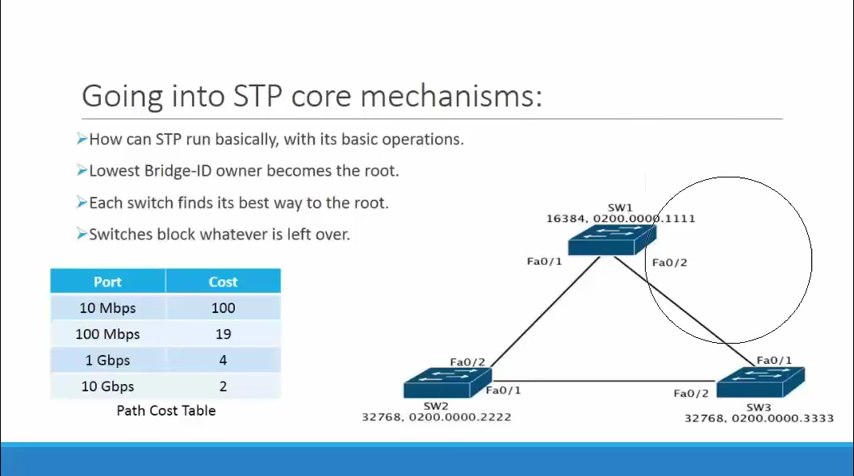 Going into STP core mechanisms:
How can STP run basically, with its basic operations.
Lowest Bridge-ID owner becomes the root.
Each switch finds its best way to the root.
Switches block whatever is left over.
Port Cost
10 Mbps 100
100 Mbps 19
1 Gbps 4
10 Gbps 2
Path Cost Table
SW1
16384, 0200.0000.1111
Fa0/1 Fa0/2
Fa0/2 Fa0/1
Fa0/1 Fa0/2
SW2 SW3
32768, 0200.0000.2222 32768, 0200.0000.3333